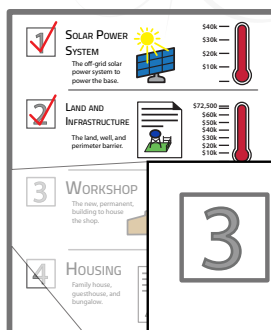 1
SOLAR POWER
SYSTEM
The off-grid solar
power system to
power the base.
$40k
$30k
$20k
$10k
2
LAND AND
INFRASTRUCTURE
The land, well, and
perimeter barrier.
$72,500
$60k
$50k
$40k
$30k
$20k
$10k
3
WORKSHOP
The new, permanent,
building to house
the shop.
4
HOUSING
Family house,
guesthouse, and
bungalow.
3